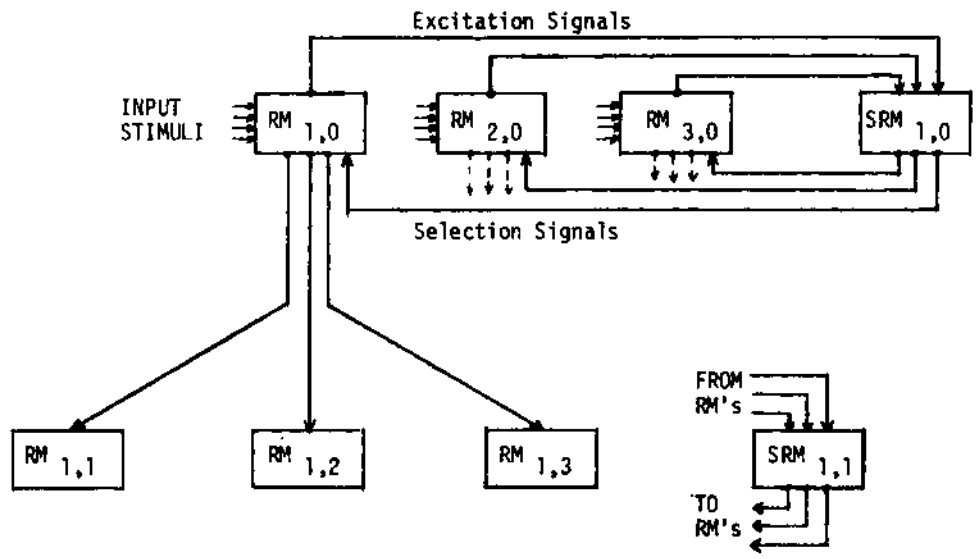 Excitation Signals
INPUT
STIMULI
RM 1,0
RM 2,0
RM 3,0
SRM 1,0
Selection Signals
FROM
RM's
RM 1,1
RM 1,2
RM 1,3
SRM 1,1
TO
RM's